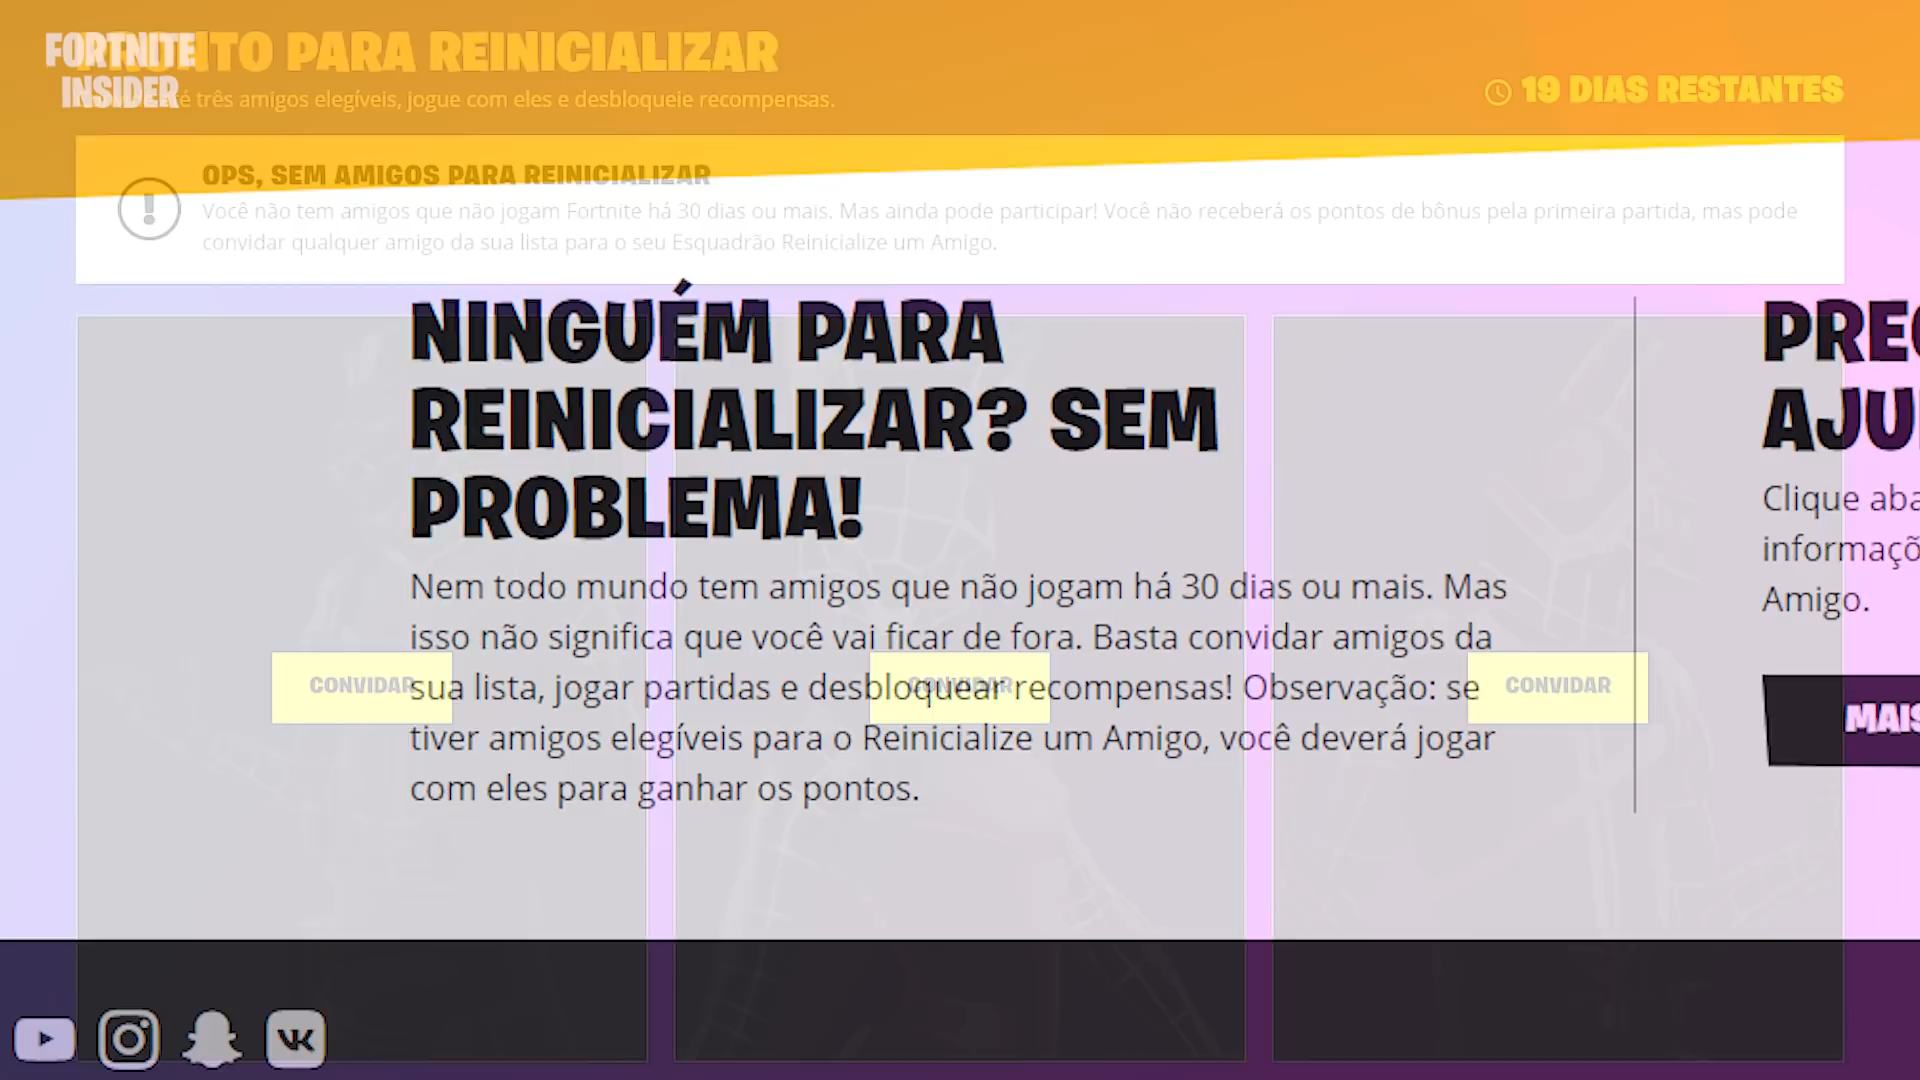 FORTNITE
INSIDER
PARA REINICIALIZAR
três amigos elegíveis, jogue com eles e desbloqueie recompensas.
19 DIAS RESTANTES
OPS, SEM AMIGOS PARA REINICIALIZAR
Você não tem amigos que não jogam Fortnite há 30 dias ou mais. Mas ainda pode participar! Você não receberá os pontos de bônus pela primeira partida, mas pode
convidar qualquer amigo da sua lista para o seu Esquadrão Reinicialize um Amigo.
NINGUÉM PARA
REINICIALIZAR? SEM
PROBLEMA!
Nem todo mundo tem amigos que não jogam há 30 dias ou mais. Mas
isso não significa que você vai ficar de fora. Basta convidar amigos da
sua lista, jogar partidas e desbloquear recompensas! Observação: se
tiver amigos elegíveis para o Reinicialize um Amigo, você deverá jogar
com eles para ganhar os pontos.
CONVIDAR
CONVIDAR
CONVIDAR
Clique
Amigo.
MAIS